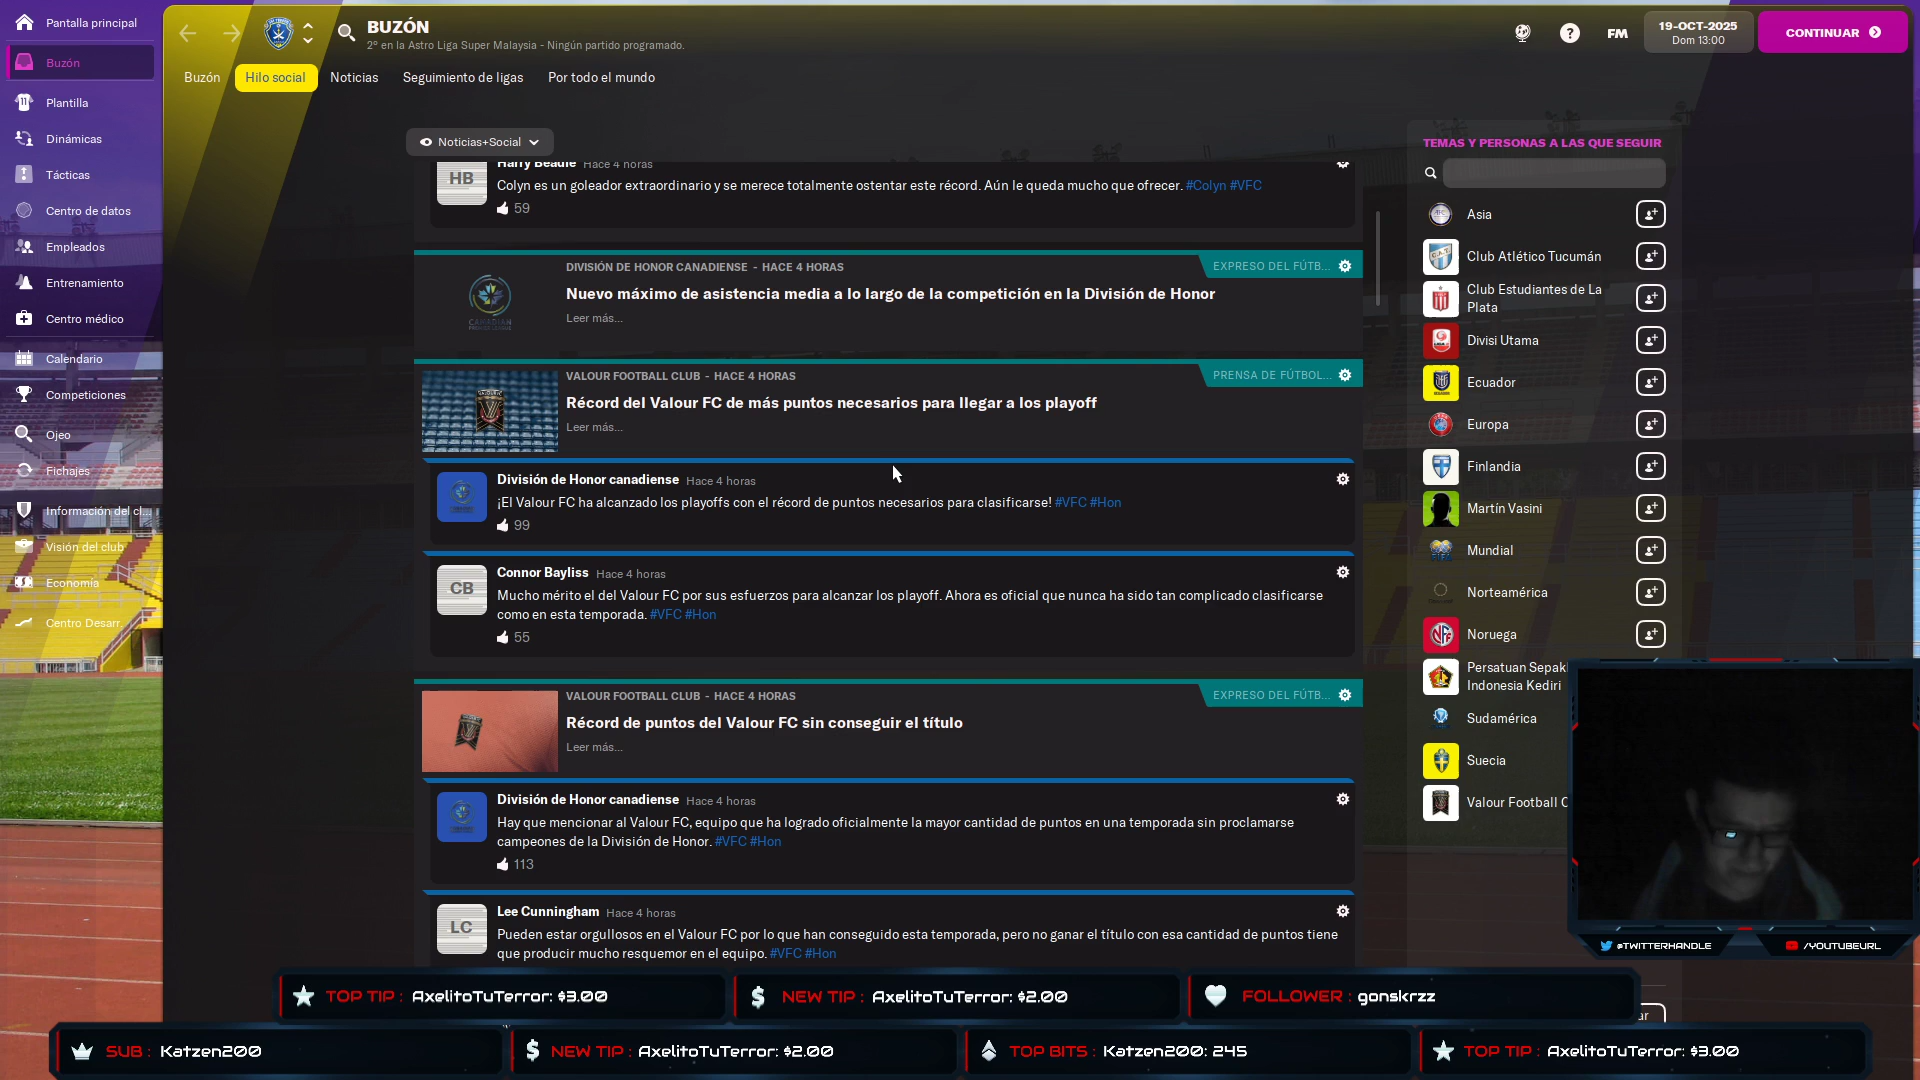 Pantalla principal
Buzón
Plantilla
Dinámicas
Tácticas
Centro de datos
Empleados
Entrenamiento
Centro médico
Calendario
Competiciones
Ojeo
Fichajes
Información del cl...
Visión del club
Economía
Centro Desarr.
BUZÓN
2º en la Astro Liga Super Malaysia - Ningún partido programado.
FM
19-OCT-2025
Dom 13:00
CONTINUAR
Buzón
Hilo social
Noticias
Seguimiento de ligas
Por todo el mundo
Noticias+Social
HB
Harry Beadle Hace 4 horas
Colyn es un goleador extraordinario y se merece totalmente ostentar este récord. Aún le queda mucho que ofrecer. #Colyn #VFC
59
DIVISIÓN DE HONOR CANADIENSE - HACE 4 HORAS
EXPRESO DEL FÚTB...
Nuevo máximo de asistencia media a lo largo de la competición en la División de Honor
Leer más...
CANADIAN
PREMIER LEAGUE
VALOUR FOOTBALL CLUB - HACE 4 HORAS
PRENSA DE FÚTBOL...
Récord del Valour FC de más puntos necesarios para llegar a los playoff
Leer más...
División de Honor canadiense Hace 4 horas
¡El Valour FC ha alcanzado los playoffs con el récord de puntos necesarios para clasificarse! #VFC #Hon
99
CB
Connor Bayliss Hace 4 horas
Mucho mérito el del Valour FC por sus esfuerzos para alcanzar los playoff. Ahora es oficial que nunca ha sido tan complicado clasificarse
como en esta temporada. #VFC #Hon
55
VALOUR FOOTBALL CLUB - HACE 4 HORAS
EXPRESO DEL FÚTB...
Récord de puntos del Valour FC sin conseguir el título
Leer más...
División de Honor canadiense Hace 4 horas
Hay que mencionar al Valour FC, equipo que ha logrado oficialmente la mayor cantidad de puntos en una temporada sin proclamarse
campeones de la División de Honor. #VFC #Hon
113
LC
Lee Cunningham Hace 4 horas
Pueden estar orgullosos en el Valour FC por lo que han conseguido esta temporada, pero no ganar el título con esa cantidad de puntos tiene
que producir mucho resquemor en el equipo. #VFC #Hon
TEMAS Y PERSONAS A LAS QUE SEGUIR
Asia
Club Atlético Tucumán
Club Estudiantes de La
Plata
Divisi Utama
Ecuador
Europa
Finlandia
Martín Vasini
Mundial
Norteamérica
Noruega
Persatuan Sepak
Indonesia Kediri
Sudamérica
Suecia
Valour Football C
ar
@TWITTERHANDLE
/YOUTUBEURL
TOP TIP : AxelitoTuTerror: $3.00
NEW TIP : AxelitoTuTerror: $2.00
FOLLOWER : gonskrzz
SUB : Katzen200
NEW TIP : AxelitoTuTerror: $2.00
TOP BITS : Katzen200: 245
TOP TIP : AxelitoTuTerror: $3.00